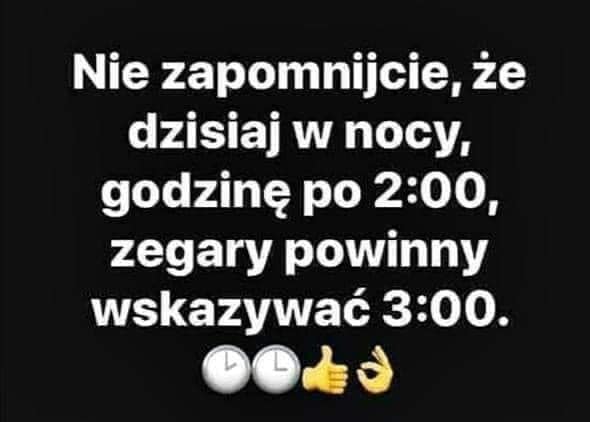 Nie zapomnijcie, że
dzisiaj w nocy,
godzinę po 2:00,
zegary powinny
wskazywać 3:00.
🕑🕒👍👌